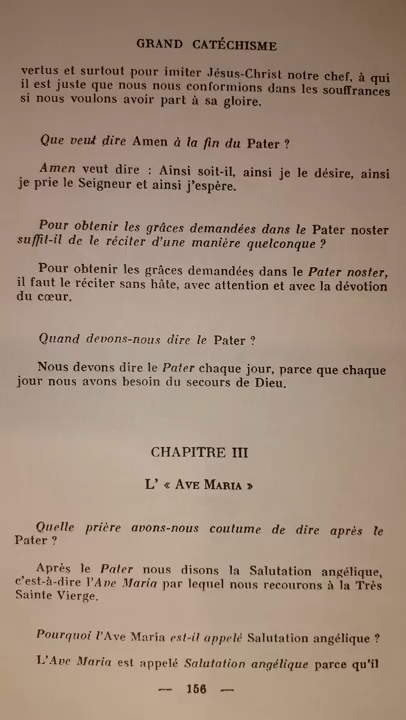 GRAND CATÉCHISME
vertus et surtout pour imiter Jésus-Christ notre chef, à qui
il est juste que nous nous conformions dans les souffrances
si nous voulons avoir part à sa gloire.
Que veut dire Amen à la fin du Pater ?
Amen veut dire : Ainsi soit-il, ainsi je le désire, ainsi
je prie le Seigneur et ainsi j'espère.
Pour obtenir les grâces demandées dans le Pater noster
suffit-il de le réciter d'une manière quelconque ?
Pour obtenir les grâces demandées dans le Pater noster,
il faut le réciter sans hâte, avec attention et avec la dévotion
du cœur.
Quand devons-nous dire le Pater ?
Nous devons dire le Pater chaque jour, parce que chaque
jour nous avons besoin du secours de Dieu.
CHAPITRE III
L' « AVE MARIA »
Quelle prière avons-nous coutume de dire après le
Pater ?
Après le Pater nous disons la Salutation angélique,
c'est-à-dire l'Ave Maria par lequel nous recourons à la Très
Sainte Vierge.
Pourquoi l'Ave Maria est-il appelé Salutation angélique ?
L'Ave Maria est appelé Salutation angélique parce qu'il
— 156 —